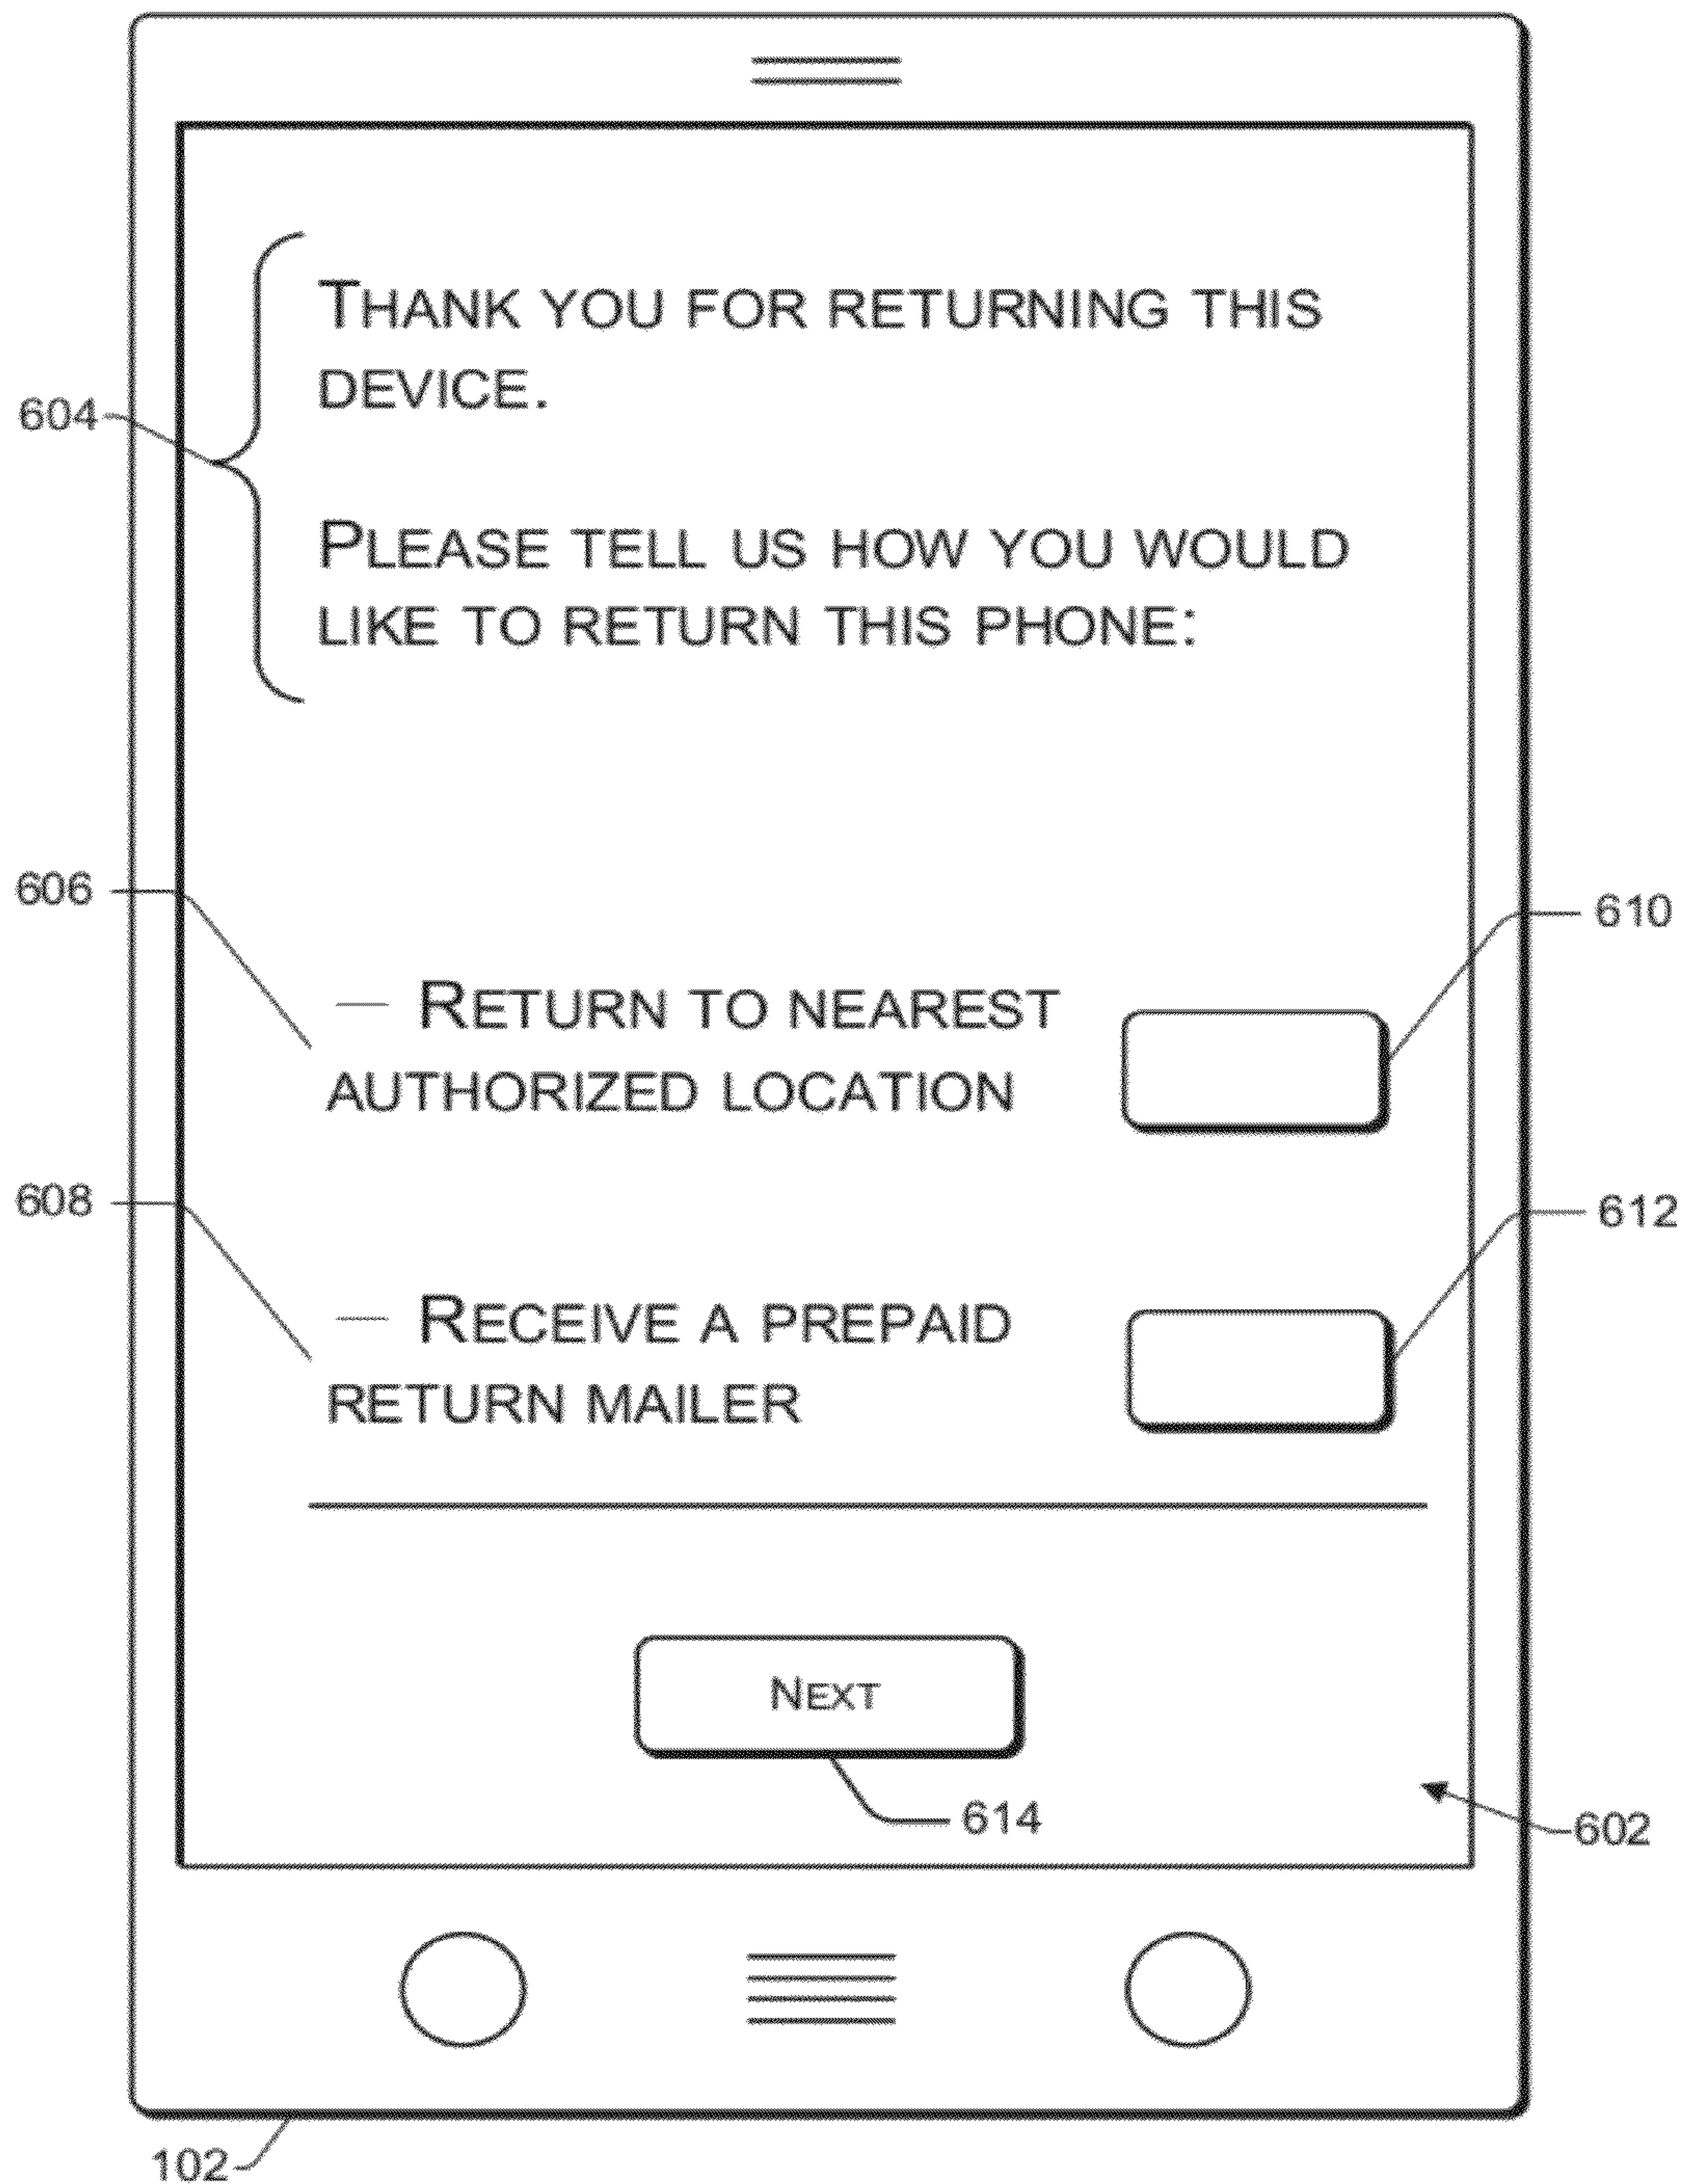 THANK YOU FOR RETURNING THIS
DEVICE.
604
PLEASE TELL US HOW YOU WOULD
LIKE TO RETURN THIS PHONE:
606
610
— RETURN TO NEAREST
AUTHORIZED LOCATION
608
612
— RECEIVE A PREPAID
RETURN MAILER
NEXT
614
602
102